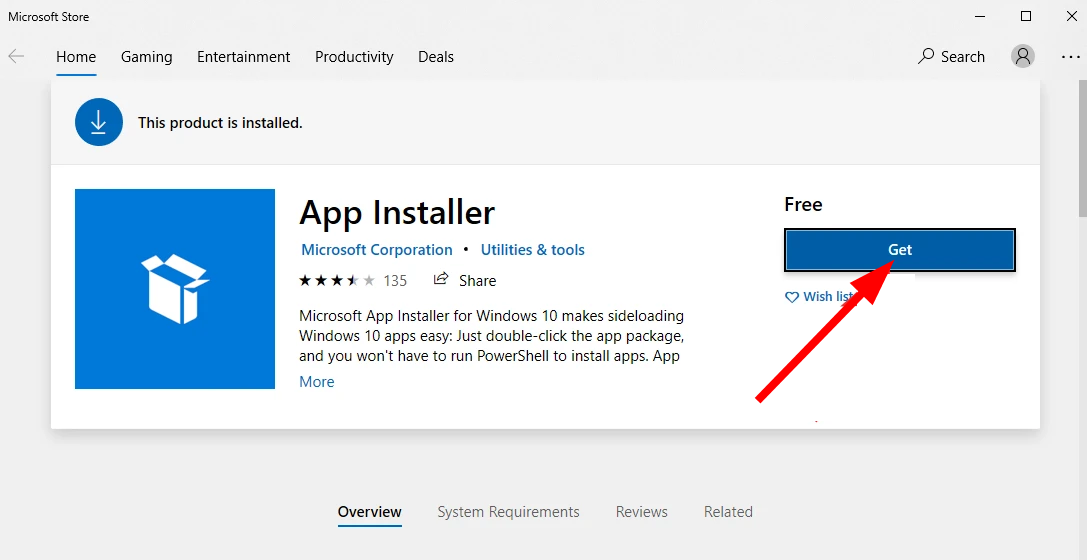 Microsoft Store
Home Gaming Entertainment Productivity Deals Search
This product is installed.
App Installer
Microsoft Corporation • Utilities & tools
135 Share
Microsoft App Installer for Windows 10 makes sideloading
Windows 10 apps easy: Just double-click the app package,
and you won't have to run PowerShell to install apps. App
More
Free
Get
Wish list
Overview System Requirements Reviews Related